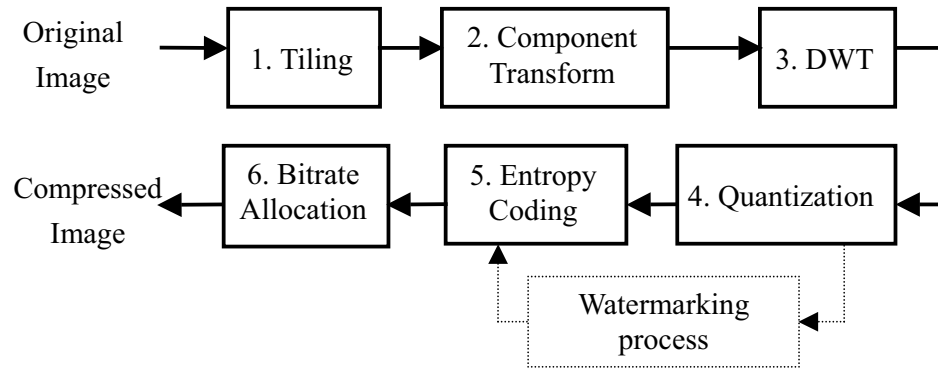 Original
Image
1. Tiling
2. Component
Transform
3. DWT
Compressed
Image
6. Bitrate
Allocation
5. Entropy
Coding
4. Quantization
Watermarking
process